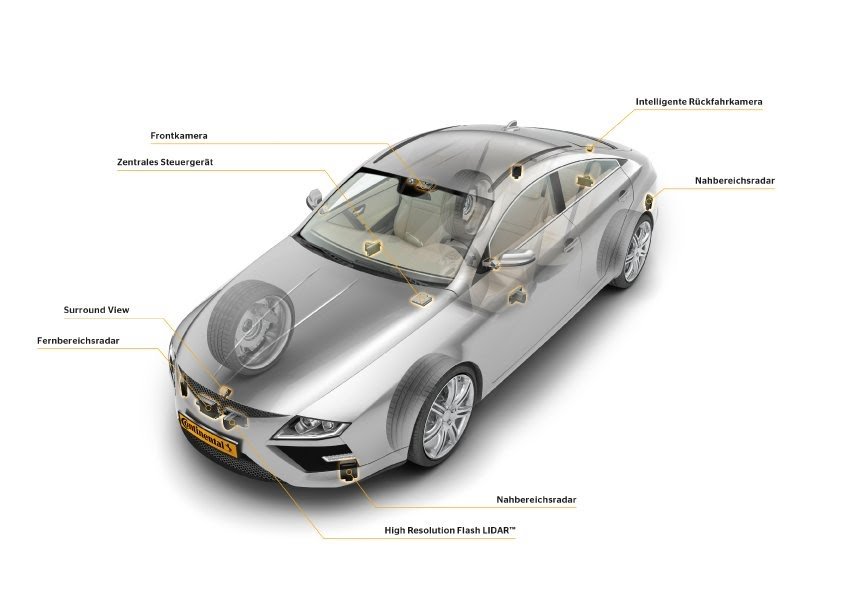 Intelligente Rückfahrkamera
Frontkamera
Zentrales Steuergerät
Nahbereichsradar
Surround View
Fernbereichsradar
Continental
Nahbereichsradar
High Resolution Flash LIDAR™